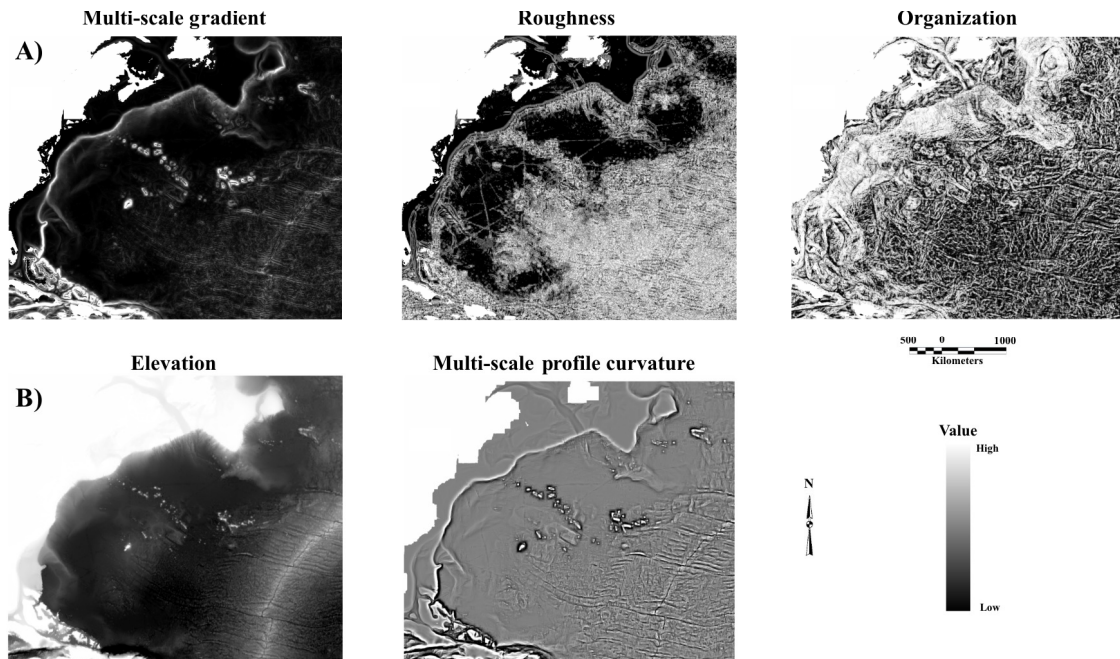 Multi-scale gradient
Roughness
Organization
A)
500 0 1000
Kilometers
Elevation
Multi-scale profile curvature
B)
Value
High
N
Low